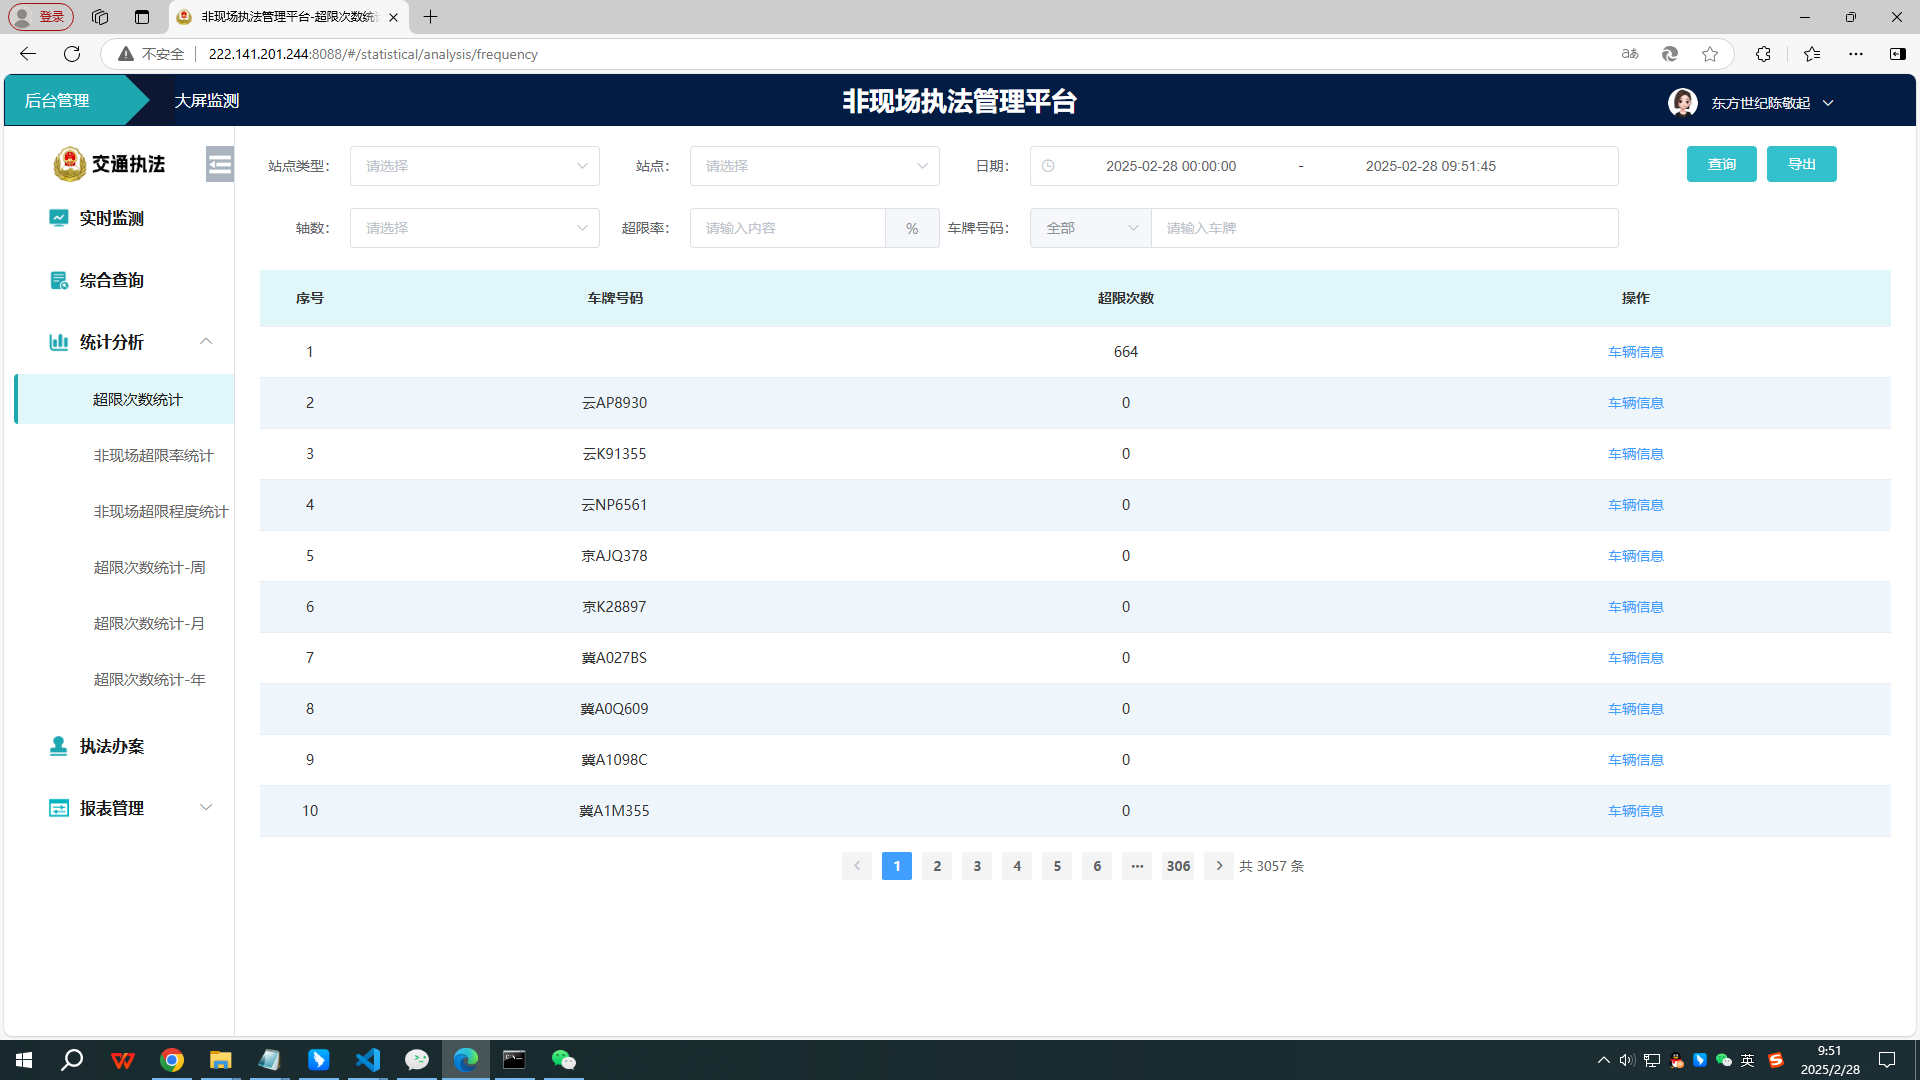 登录
非现场执法管理平台-超限次数统
不安全
222.141.201.244:8088/#/statistical/analysis/frequency
后台管理
大屏监测
非现场执法管理平台
东方世纪陈敬起
交通执法
站点类型： 请选择 站点： 请选择 日期： 2025-02-28 00:00:00 - 2025-02-28 09:51:45 查询 导出
轴数： 请选择 超限率： 请输入内容 % 车牌号码： 全部 请输入车牌
实时监测
综合查询
统计分析
超限次数统计
非现场超限率统计
非现场超限程度统计
超限次数统计-周
超限次数统计-月
超限次数统计-年
执法办案
报表管理
序号 车牌号码 超限次数 操作
1 664 车辆信息
2 云AP8930 0 车辆信息
3 云K91355 0 车辆信息
4 云NP6561 0 车辆信息
5 京AJQ378 0 车辆信息
6 京K28897 0 车辆信息
7 冀A027BS 0 车辆信息
8 冀A0Q609 0 车辆信息
9 冀A1098C 0 车辆信息
10 冀A1M355 0 车辆信息
1 2 3 4 5 6 ··· 306 共 3057 条
英
9:51
2025/2/28